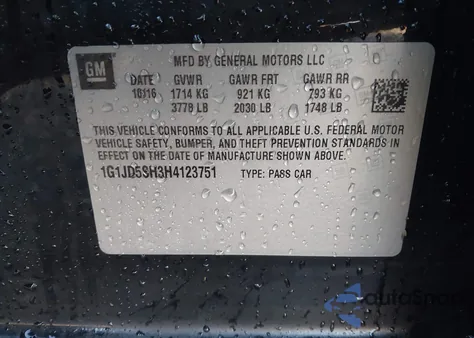 GM
MFD BY GENERAL MOTORS LLC
DATE GVWR GAWR FRT GAWR RR
10/16 1714 KG 921 KG 793 KG
3778 LB 2030 LB 1748 LB
THIS VEHICLE CONFORMS TO ALL APPLICABLE U.S. FEDERAL MOTOR
VEHICLE SAFETY, BUMPER, AND THEFT PREVENTION STANDARDS IN
EFFECT ON THE DATE OF MANUFACTURE SHOWN ABOVE.
1G1JD5SH3H4123751 TYPE: PASS CAR